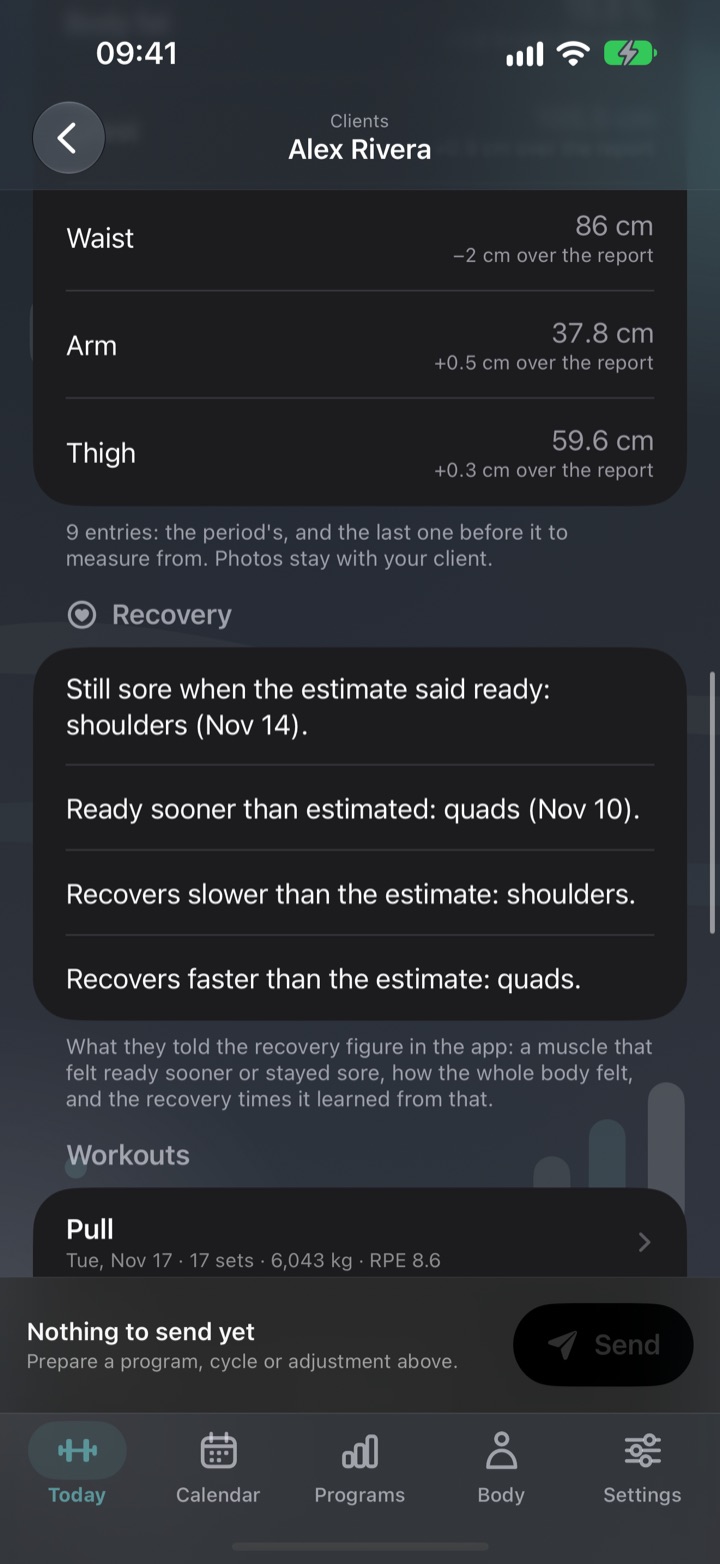 09:41
Clients
Alex Rivera
Waist
86 cm
−2 cm over the report
Arm
37.8 cm
+0.5 cm over the report
Thigh
59.6 cm
+0.3 cm over the report
9 entries: the period's, and the last one before it to
measure from. Photos stay with your client.
Recovery
Still sore when the estimate said ready:
shoulders (Nov 14).
Ready sooner than estimated: quads (Nov 10).
Recovers slower than the estimate: shoulders.
Recovers faster than the estimate: quads.
What they told the recovery figure in the app: a muscle that
felt ready sooner or stayed sore, how the whole body felt,
and the recovery times it learned from that.
Workouts
Pull
Tue, Nov 17 · 17 sets · 6,043 kg · RPE 8.6
Nothing to send yet
Prepare a program, cycle or adjustment above.
Send
Today
Calendar
Programs
Body
Settings